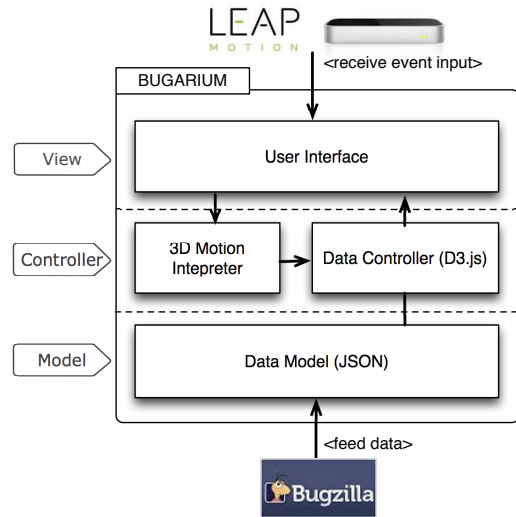 LEAP
MOTION
<receive event input>
BUGARIUM
View
User Interface
Controller
3D Motion
Intepreter
Data Controller (D3.js)
Model
Data Model (JSON)
<feed data>
Bugzilla